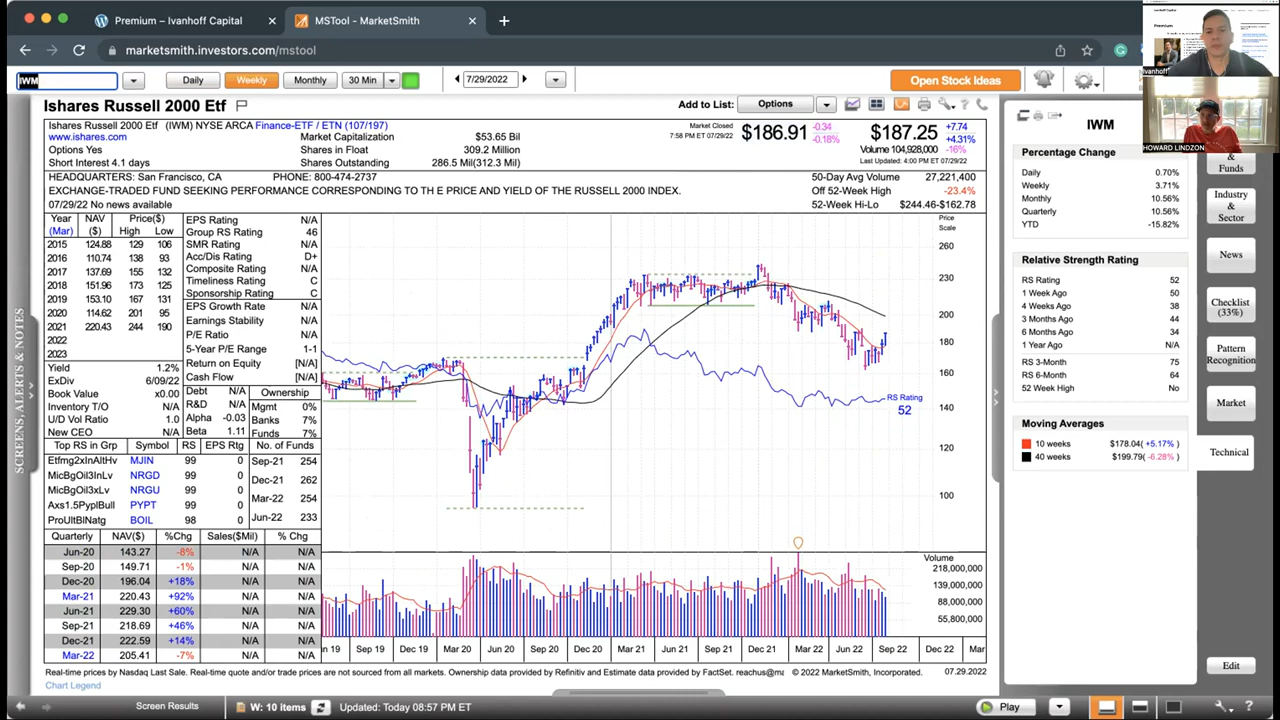 Premium – Ivanhoff Capital
MSTool - MarketSmith
marketsmith.investors.com/mstool
Ivanhoff
HOWARD LINDZON
IWM
Daily
Weekly
Monthly
30 Min
7/29/2022
Open Stock Ideas
Ishares Russell 2000 Etf
Add to List:
Options
Ishares Russell 2000 Etf (IWM) NYSE ARCA Finance-ETF / ETN (107/197)
www.ishares.com
Options Yes
Short Interest 4.1 days
Market Capitalization $53.65 Bil
Shares in Float 309.2 Million
Shares Outstanding 286.5 Mil(312.3 Mil)
Market Closed
7:58 PM ET 07/29/22
$186.91 -0.34
-0.18%
$187.25 +7.74
+4.31%
Volume 104,928,000 -16%
Last Updated: 4:00 PM ET 07/29/22
HEADQUARTERS: San Francisco, CA PHONE: 800-474-2737
EXCHANGE-TRADED FUND SEEKING PERFORMANCE CORRESPONDING TO TH E PRICE AND YIELD OF THE RUSSELL 2000 INDEX.
07/29/22 No news available
50-Day Avg Volume 27,221,400
Off 52-Week High -23.4%
52-Week Hi-Lo $244.46-$162.78
Year NAV Price($)
(Mar) ($) High Low
2015 124.88 129 106
2016 110.74 138 93
2017 137.69 155 132
2018 151.96 173 125
2019 153.10 167 131
2020 114.62 201 95
2021 220.43 244 190
2022
2023
Yield 1.2%
ExDiv 6/09/22
Book Value x0.00
Inventory T/O N/A
U/D Vol Ratio 1.0
New CEO N/A
EPS Rating N/A
Group RS Rating 46
SMR Rating N/A
Acc/Dis Rating D+
Composite Rating N/A
Timeliness Rating C
Sponsorship Rating C
EPS Growth Rate N/A
Earnings Stability N/A
P/E Ratio N/A
5-Year P/E Range 1-1
Return on Equity [N/A]
Cash Flow [N/A]
Debt N/A
R&D N/A
Alpha -0.03
Beta 1.11
Ownership
Mgmt 0%
Banks 7%
Funds 7%
Top RS in Grp Symbol RS EPS Rtg
Etfmg2xInAltHv MJIN 99 0
MicBgOil3InLv NRGD 99 0
MicBgOil3xLv NRGU 99 0
Axs1.5PyplBull PYPT 99 0
ProUltBlNatg BOIL 98 0
No. of Funds
Sep-21 254
Dec-21 262
Mar-22 254
Jun-22 233
Quarterly NAV($) %Chg Sales($Mil) % Chg
Jun-20 143.27 -8% N/A N/A
Sep-20 149.71 -1% N/A N/A
Dec-20 196.04 +18% N/A N/A
Mar-21 220.43 +92% N/A N/A
Jun-21 229.30 +60% N/A N/A
Sep-21 218.69 +46% N/A N/A
Dec-21 222.59 +14% N/A N/A
Mar-22 205.41 -7% N/A N/A
Price
Scale
260
230
200
180
160
140
120
100
RS Rating
52
Volume
218,000,000
139,000,000
88,000,000
55,800,000
n 19 Sep 19 Dec 19 Mar 20 Jun 20 Sep 20 Dec 20 Mar 21 Jun 21 Sep 21 Dec 21 Mar 22 Jun 22 Sep 22 Dec 22 Mar
Real-time prices by Nasdaq Last Sale. Real-time quote and/or trade prices are not sourced from all markets. Ownership data provided by Refinitiv and Estimate data provided by FactSet. reachus@ma © 2022 MarketSmith, Incorporated. 07.29.2022
Chart Legend
SCREENS, ALERTS & NOTES
IWM
Percentage Change
Daily 0.70%
Weekly 3.71%
Monthly 10.56%
Quarterly 10.56%
YTD -15.82%
Relative Strength Rating
RS Rating 52
1 Week Ago 50
4 Weeks Ago 38
3 Months Ago 44
6 Months Ago 34
1 Year Ago N/A
RS 3-Month 75
RS 6-Month 64
52 Week High No
Moving Averages
10 weeks $178.04( +5.17%)
40 weeks $199.79( -6.28%)
&
Funds
Industry
&
Sector
News
Checklist
(33%)
Pattern
Recognition
Market
Technical
Edit
Screen Results
W: 10 items
Updated: Today 08:57 PM ET
Play